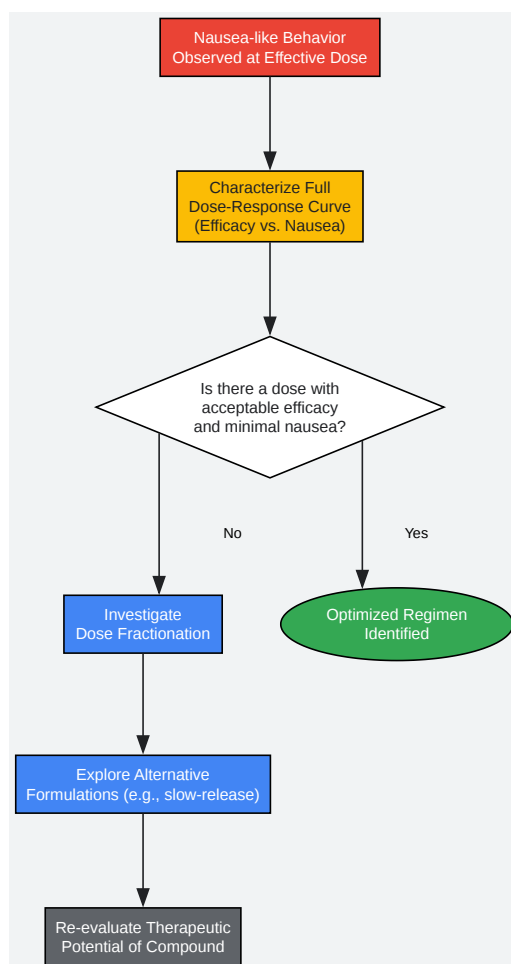 Nausea-like Behavior
Observed at Effective Dose
Characterize Full
Dose-Response Curve
(Efficacy vs. Nausea)
Is there a dose with
acceptable efficacy
and minimal nausea?
No
Yes
Investigate
Dose Fractionation
Optimized Regimen
Identified
Explore Alternative
Formulations (e.g., slow-release)
Re-evaluate Therapeutic
Potential of Compound